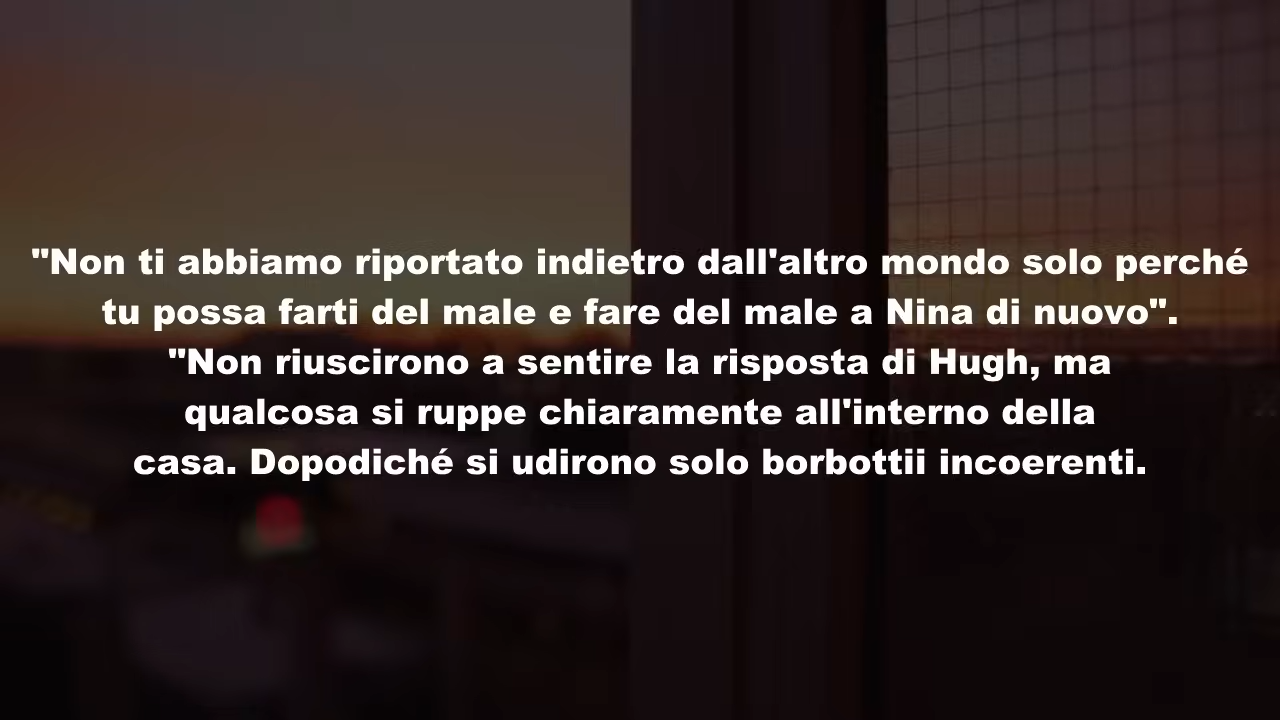 "Non ti abbiamo riportato indietro dall'altro mondo solo perché
tu possa farti del male e fare del male a Nina di nuovo".
"Non riuscirono a sentire la risposta di Hugh, ma
qualcosa si ruppe chiaramente all'interno della
casa. Dopodiché si udirono solo borbottii incoerenti.